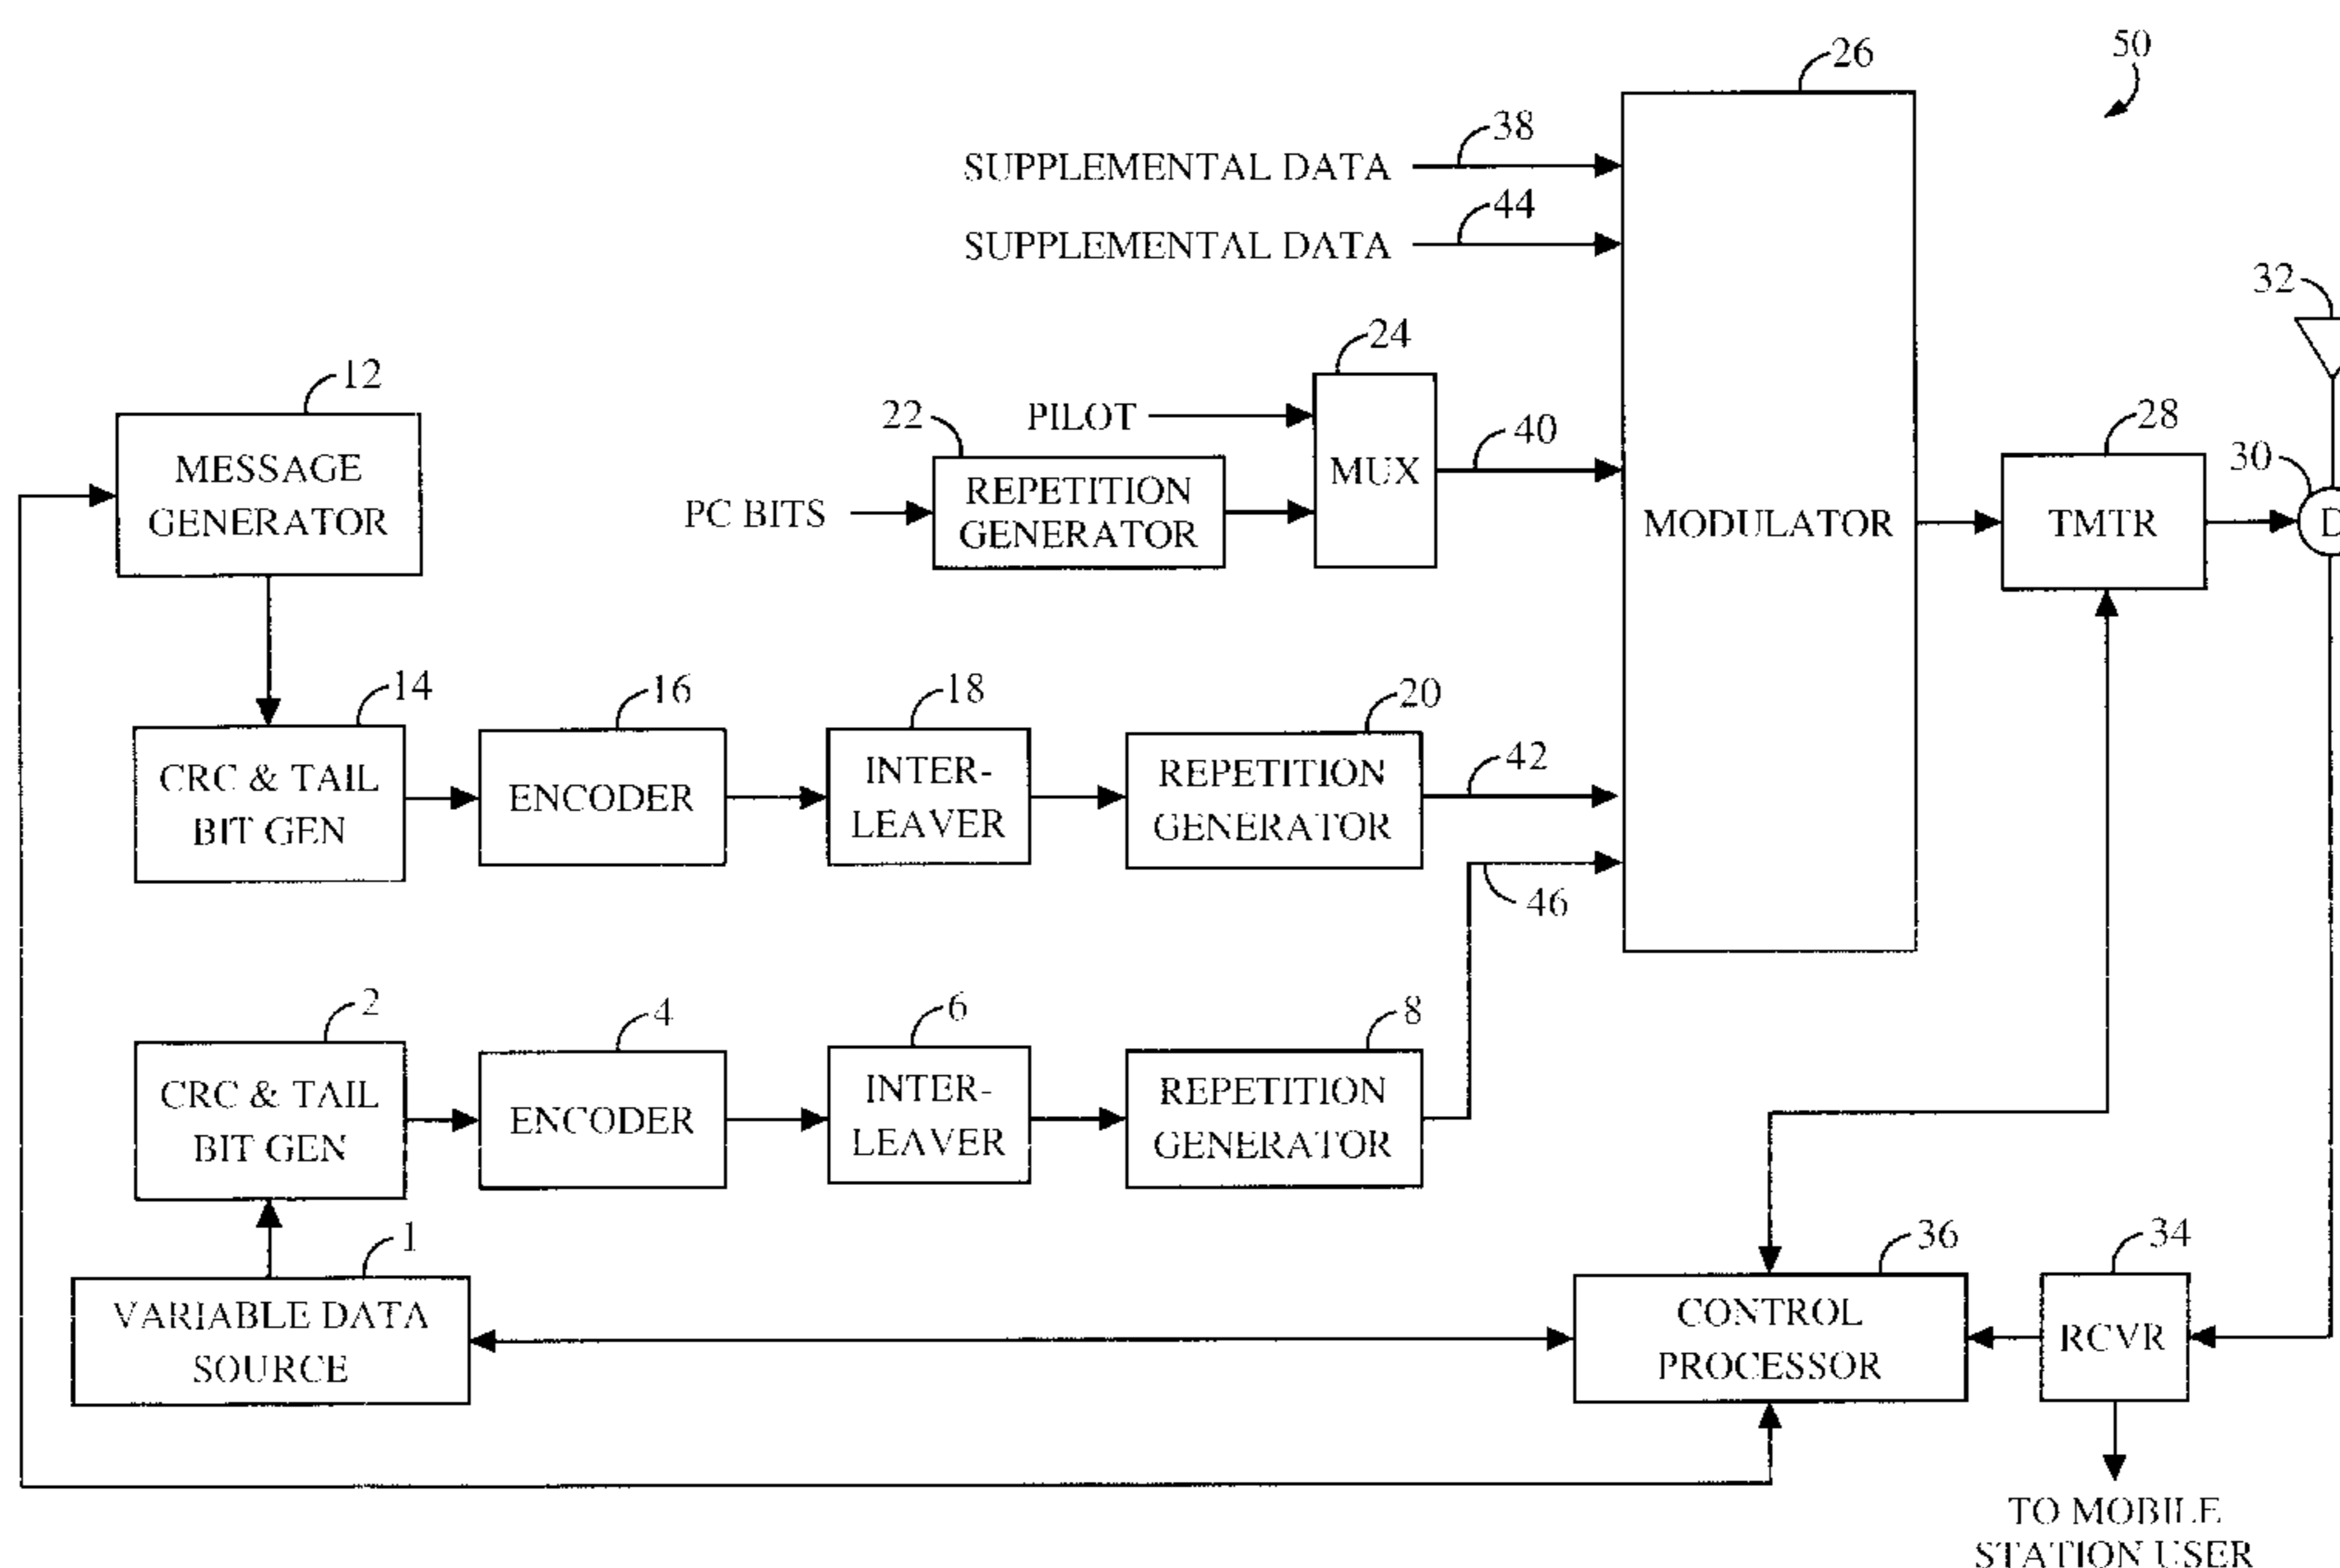 26
50
38
SUPPLEMENTAL DATA
44
SUPPLEMENTAL DATA
32
24
12
22
PILOT
40
28
30
MESSAGE
GENERATOR
PC BITS
REPETITION
GENERATOR
MUX
MODULATOR
TMTR
D
14
16
18
20
42
CRC & TAIL
BIT GEN
ENCODER
INTER-
LEAVER
REPETITION
GENERATOR
46
2
4
6
8
CRC & TAIL
BIT GEN
ENCODER
INTER-
LEAVER
REPETITION
GENERATOR
1
36
34
VARIABLE DATA
SOURCE
CONTROL
PROCESSOR
RCVR
TO MOBILE
STATION USER